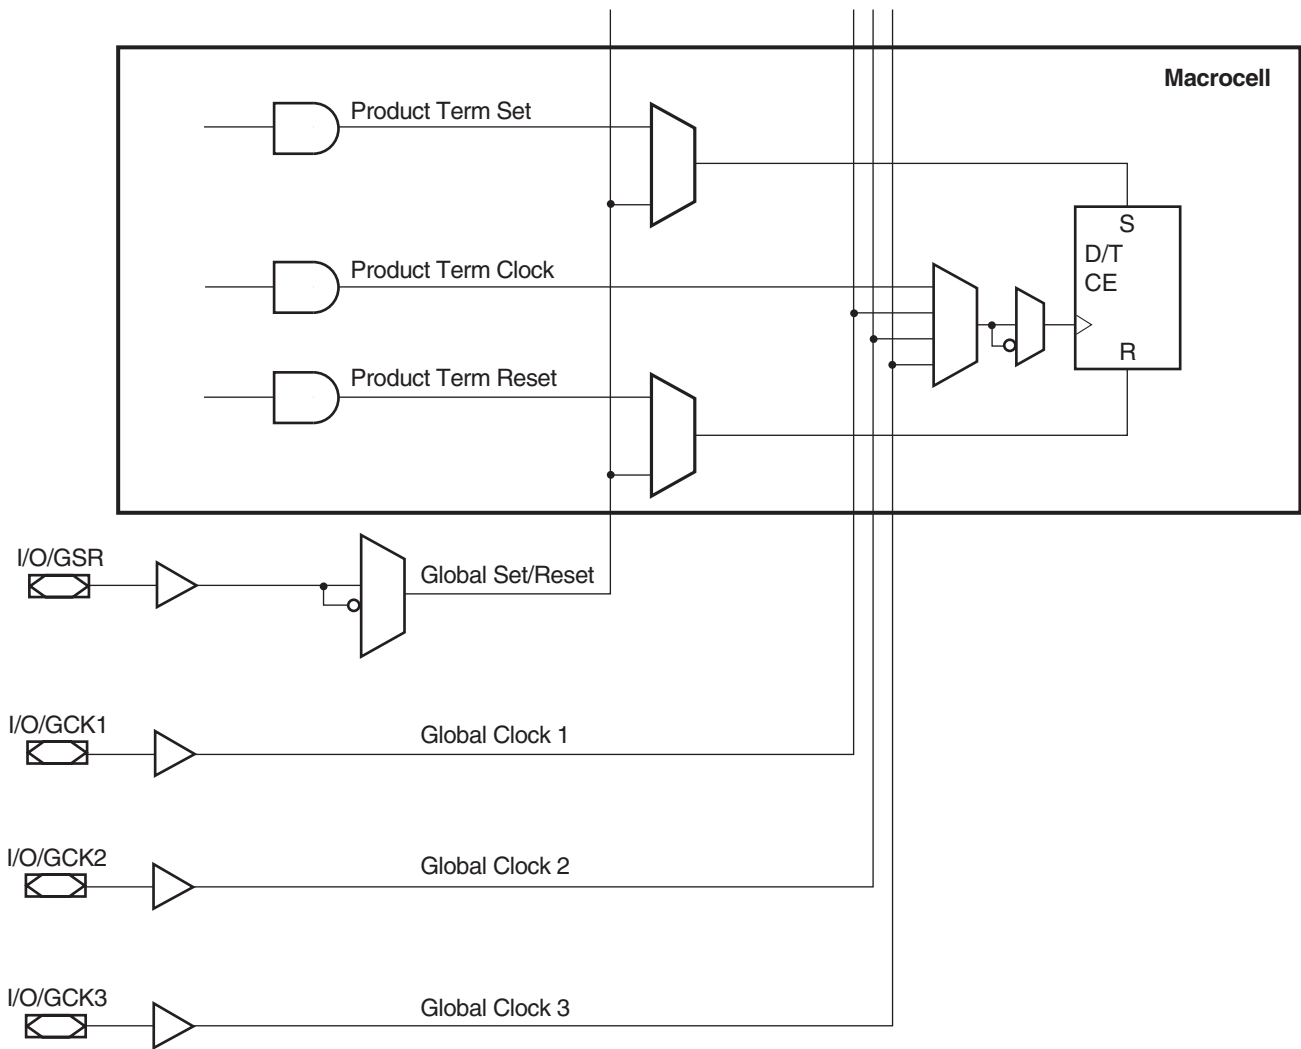 Macrocell
Product Term Set
S
D/T
Product Term Clock
CE
R
Product Term Reset
I/O/GSR
Global Set/Reset
I/O/GCK1
Global Clock 1
I/O/GCK2
Global Clock 2
I/O/GCK3
Global Clock 3